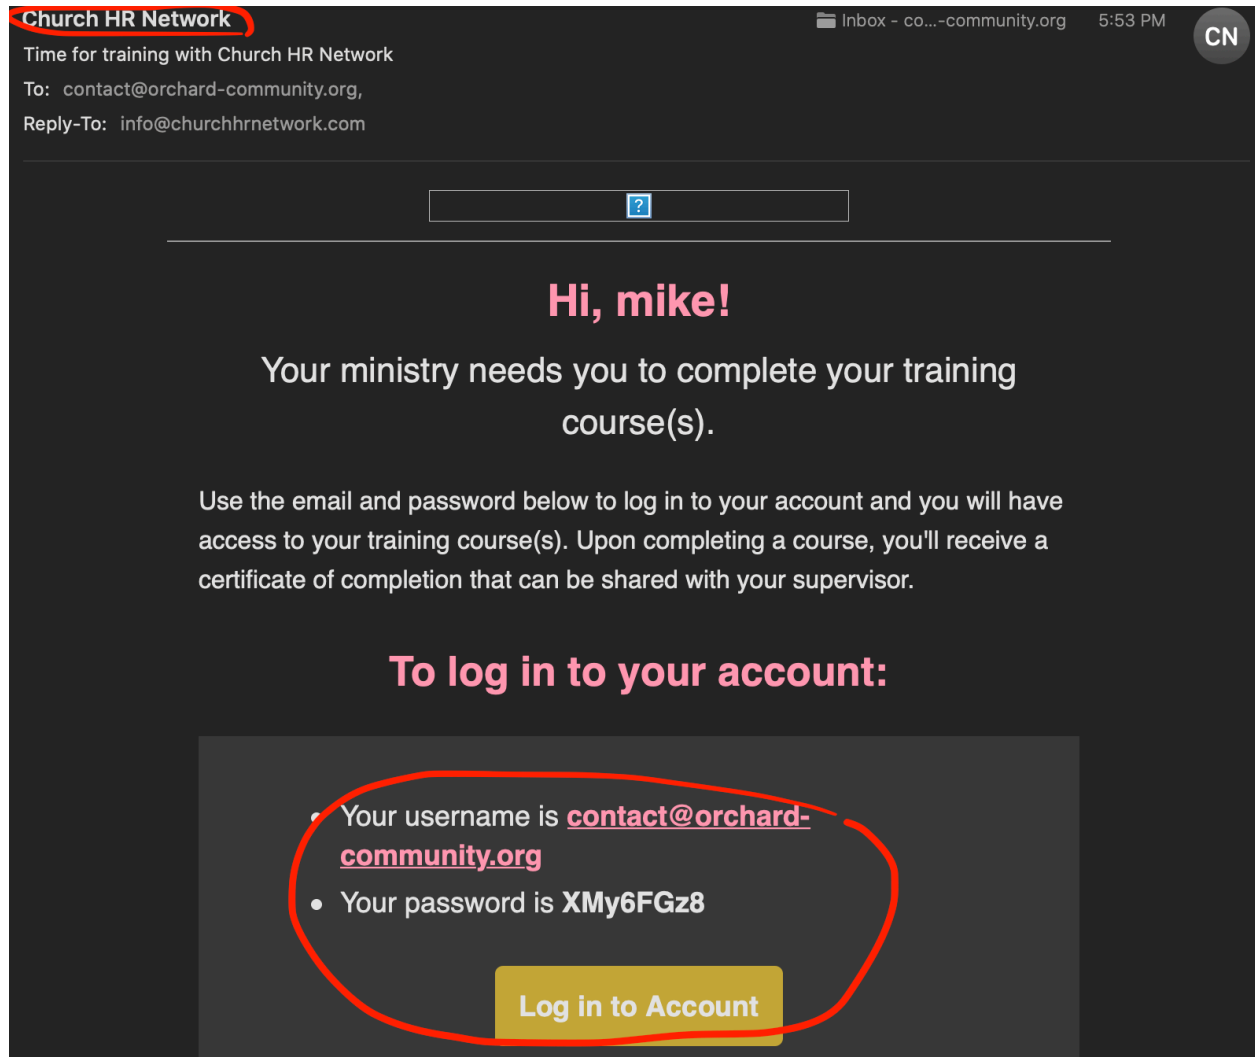 Church HR Network
Inbox - co...-community.org 5:53 PM
CN
Time for training with Church HR Network
To: contact@orchard-community.org,
Reply-To: info@churchhrnetwork.com
?
Hi, mike!
Your ministry needs you to complete your training
course(s).
Use the email and password below to log in to your account and you will have
access to your training course(s). Upon completing a course, you'll receive a
certificate of completion that can be shared with your supervisor.
To log in to your account:
• Your username is contact@orchard-
community.org
• Your password is XMy6FGz8
Log in to Account